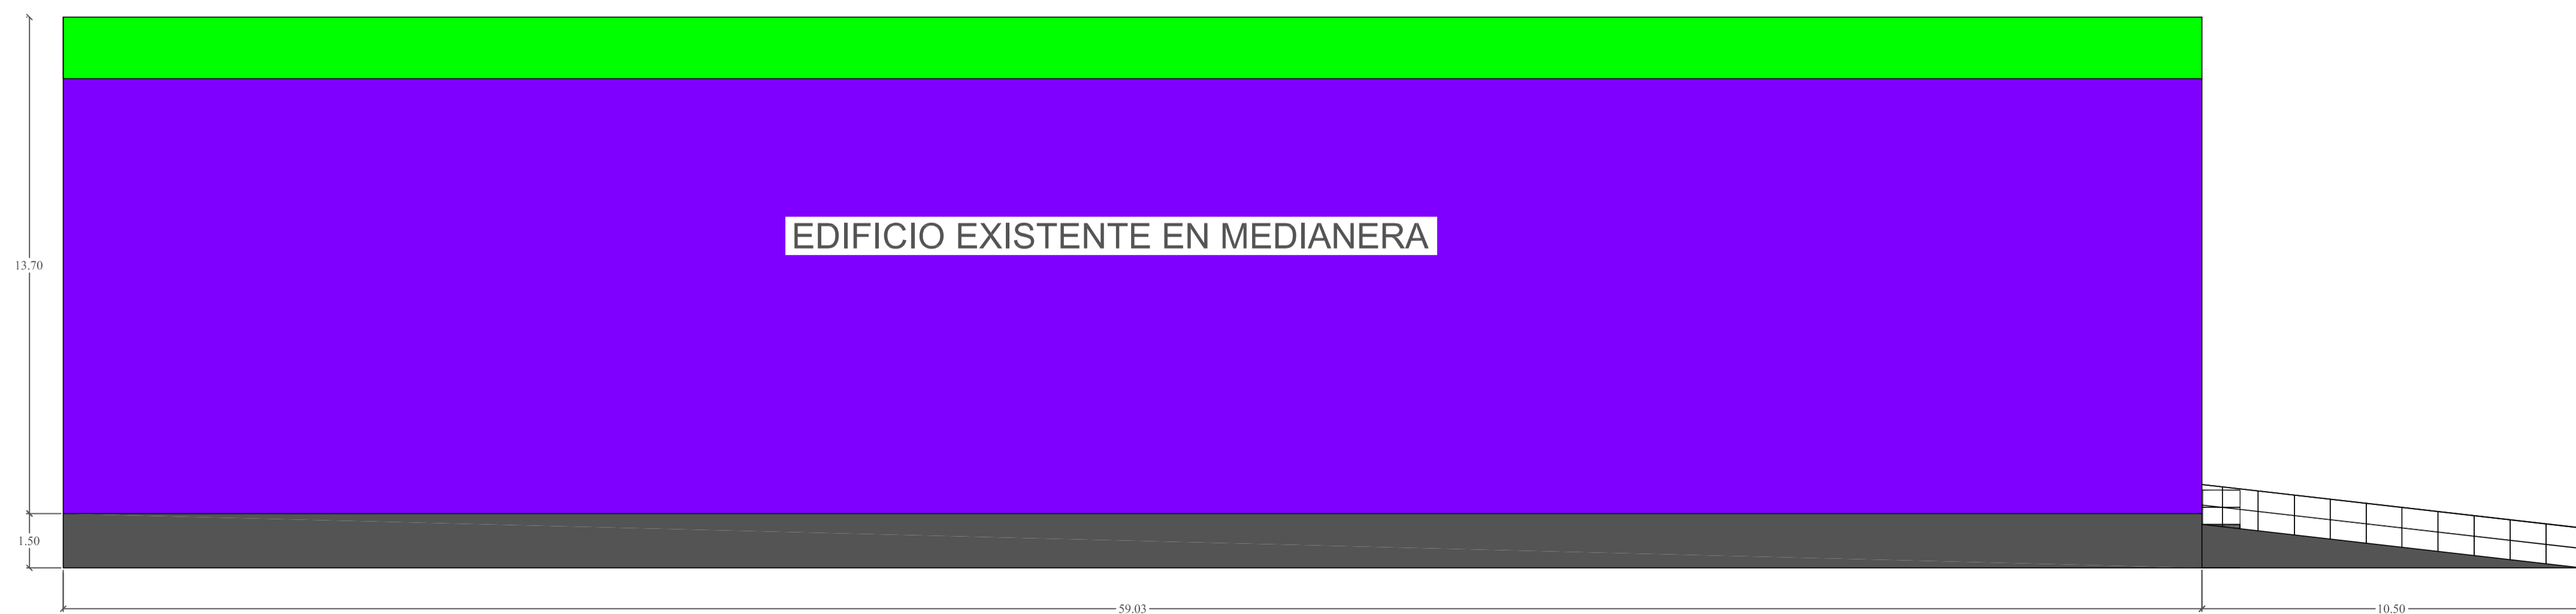 EDIFICIO EXISTENTE EN MEDIANERA
13.70
1.50
59.03
10.50